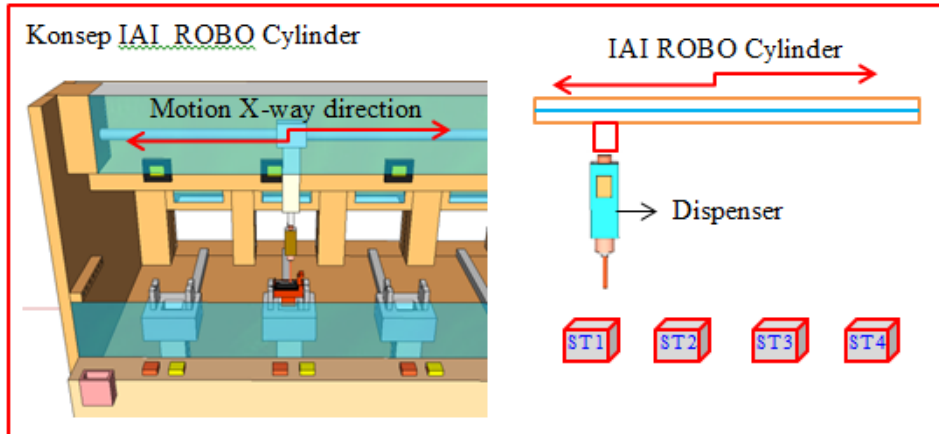 Konsep IAI ROBO Cylinder
Motion X-way direction
IAI ROBO Cylinder
Dispenser
ST1 ST2 ST3 ST4